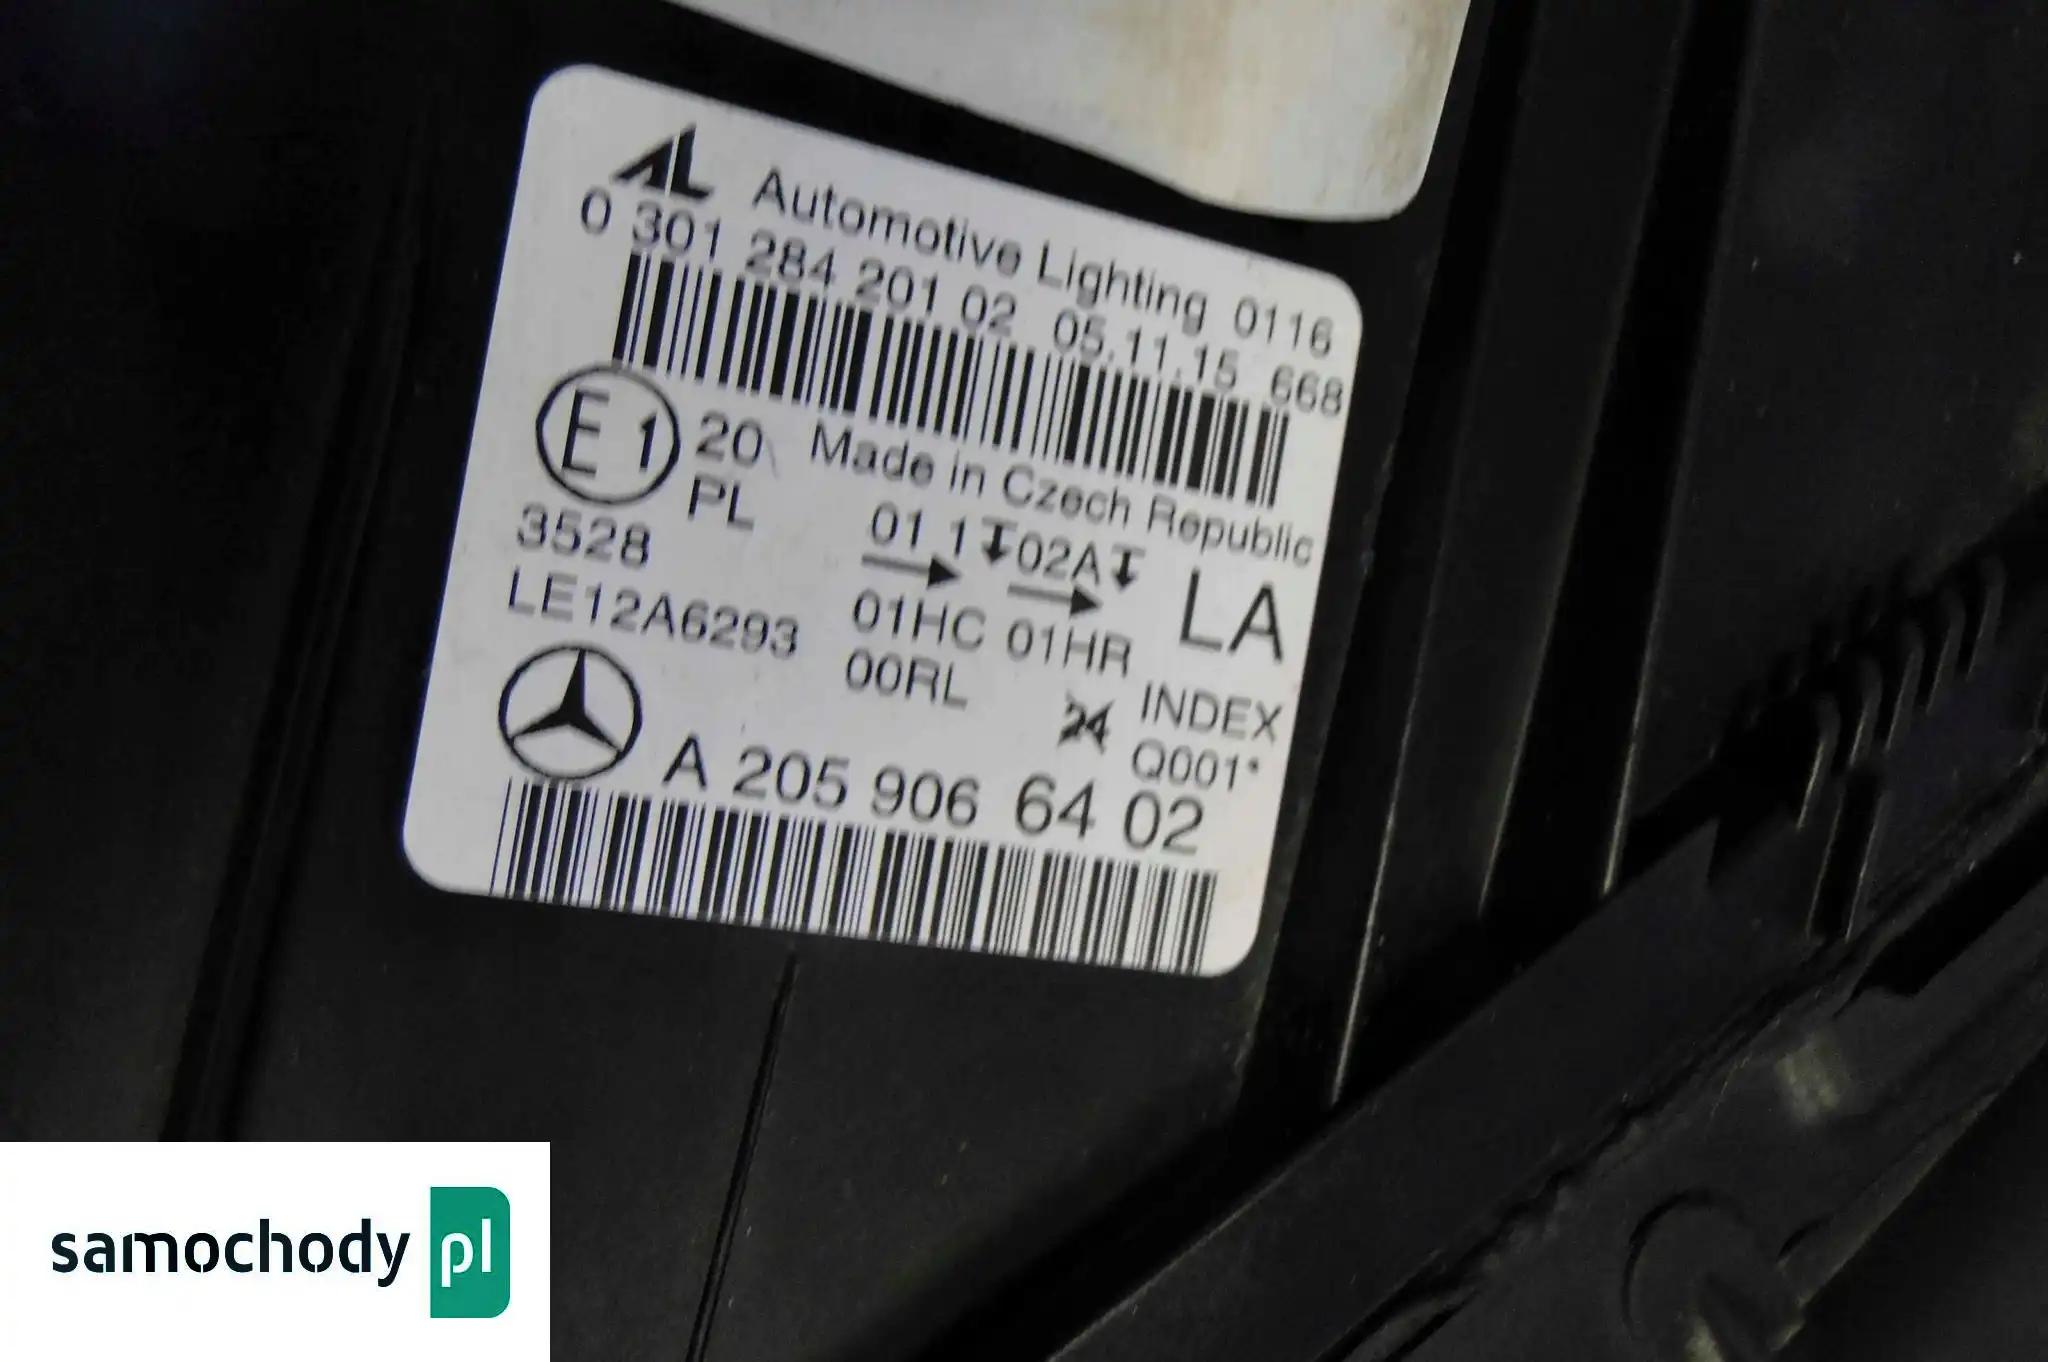 AL Automotive Lighting 0116
0 301 284 201 02 05.11.15 668
E1 20 Made in Czech Republic
PL
3528 01 1 02A
LE12A6293 01HC 01HR LA
00RL
24 INDEX
Q001*
A 205 906 64 02
samochody pl